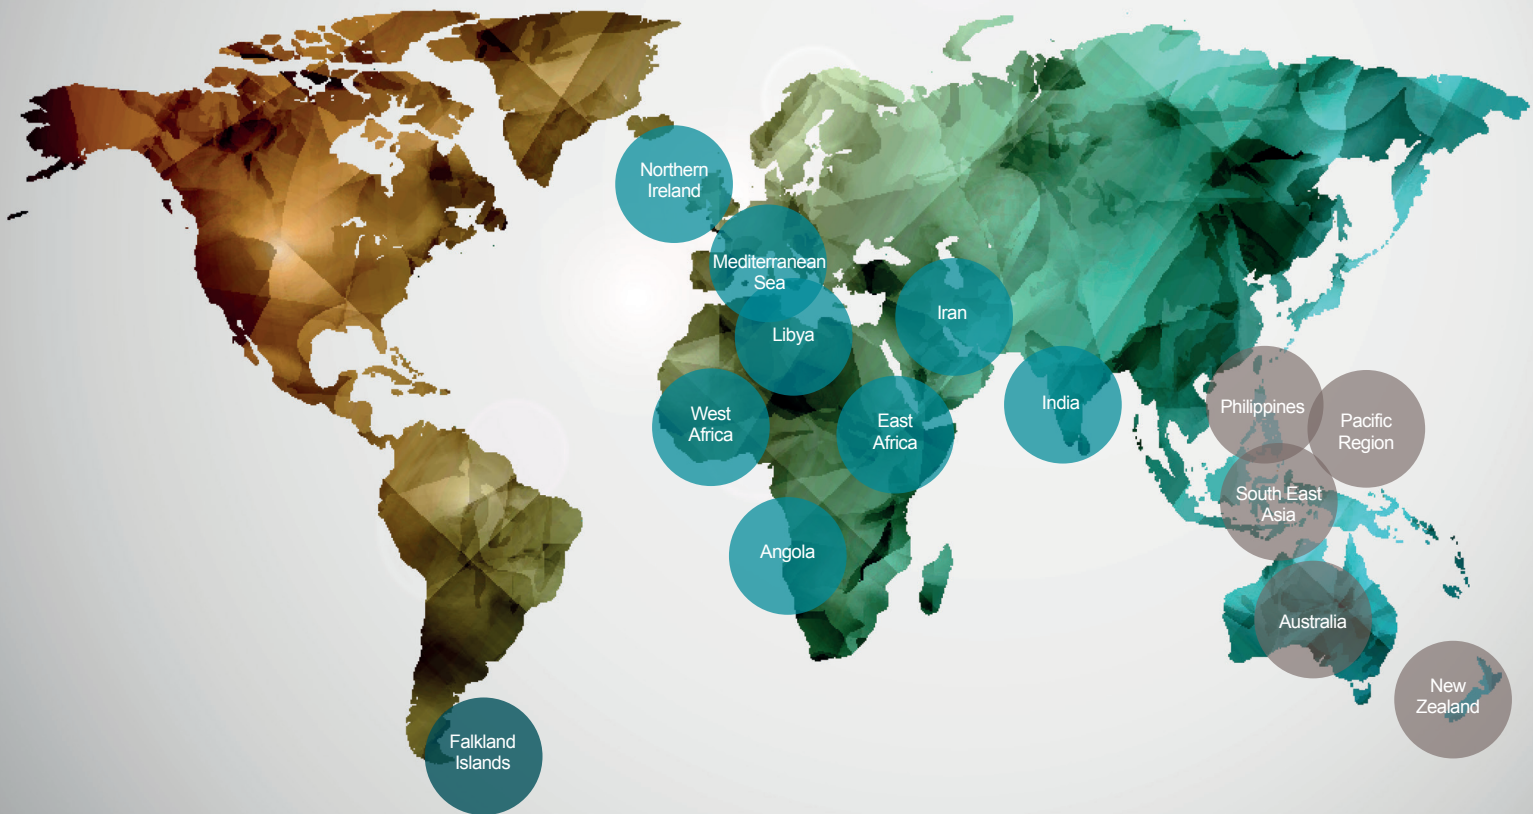 Northern
Ireland
Mediterranean
Sea
Libya
Iran
West
Africa
East
Africa
India
Philippines
Pacific
Region
South East
Asia
Angola
Australia
New
Zealand
Falkland
Islands